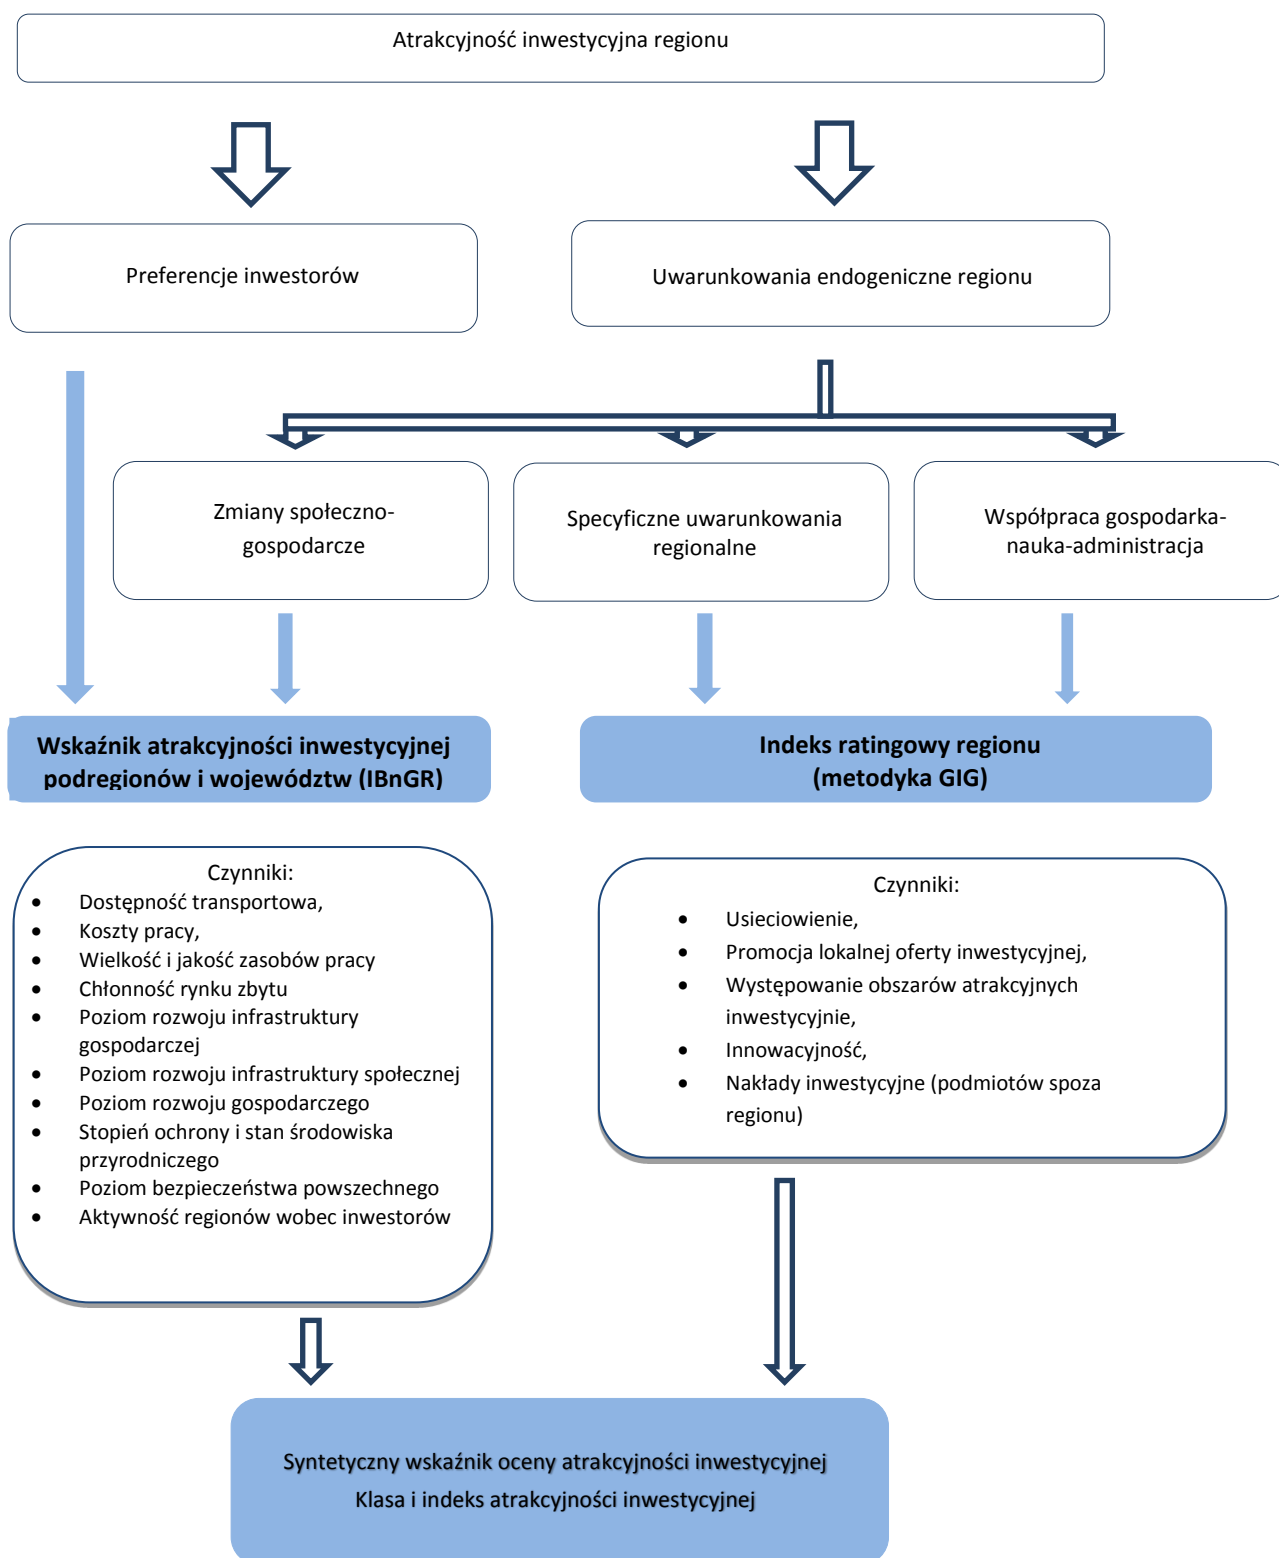 Atrakcyjność inwestycyjna regionu
Preferencje inwestorów
Uwarunkowania endogeniczne regionu
Zmiany społeczno-
gospodarcze
Specyficzne uwarunkowania
regionalne
Współpraca gospodarka-
nauka-administracja
Wskaźnik atrakcyjności inwestycyjnej
podregionów i województw (IBnGR)
Indeks ratingowy regionu
(metodyka GIG)
Czynniki:
• Dostępność transportowa,
• Koszty pracy,
• Wielkość i jakość zasobów pracy
• Chłonność rynku zbytu
• Poziom rozwoju infrastruktury
gospodarczej
• Poziom rozwoju infrastruktury społecznej
• Poziom rozwoju gospodarczego
• Stopień ochrony i stan środowiska
przyrodniczego
• Poziom bezpieczeństwa powszechnego
• Aktywność regionów wobec inwestorów
Czynniki:
• Usieciowienie,
• Promocja lokalnej oferty inwestycyjnej,
• Występowanie obszarów atrakcyjnych
inwestycyjnie,
• Innowacyjność,
• Nakłady inwestycyjne (podmiotów spoza
regionu)
Syntetyczny wskaźnik oceny atrakcyjności inwestycyjnej
Klasa i indeks atrakcyjności inwestycyjnej